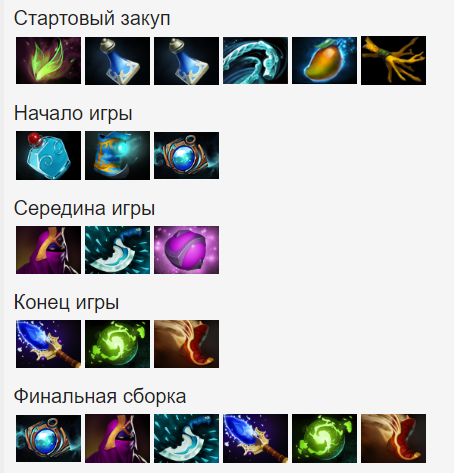 Стартовый закуп
Начало игры
Середина игры
Конец игры
Финальная сборка